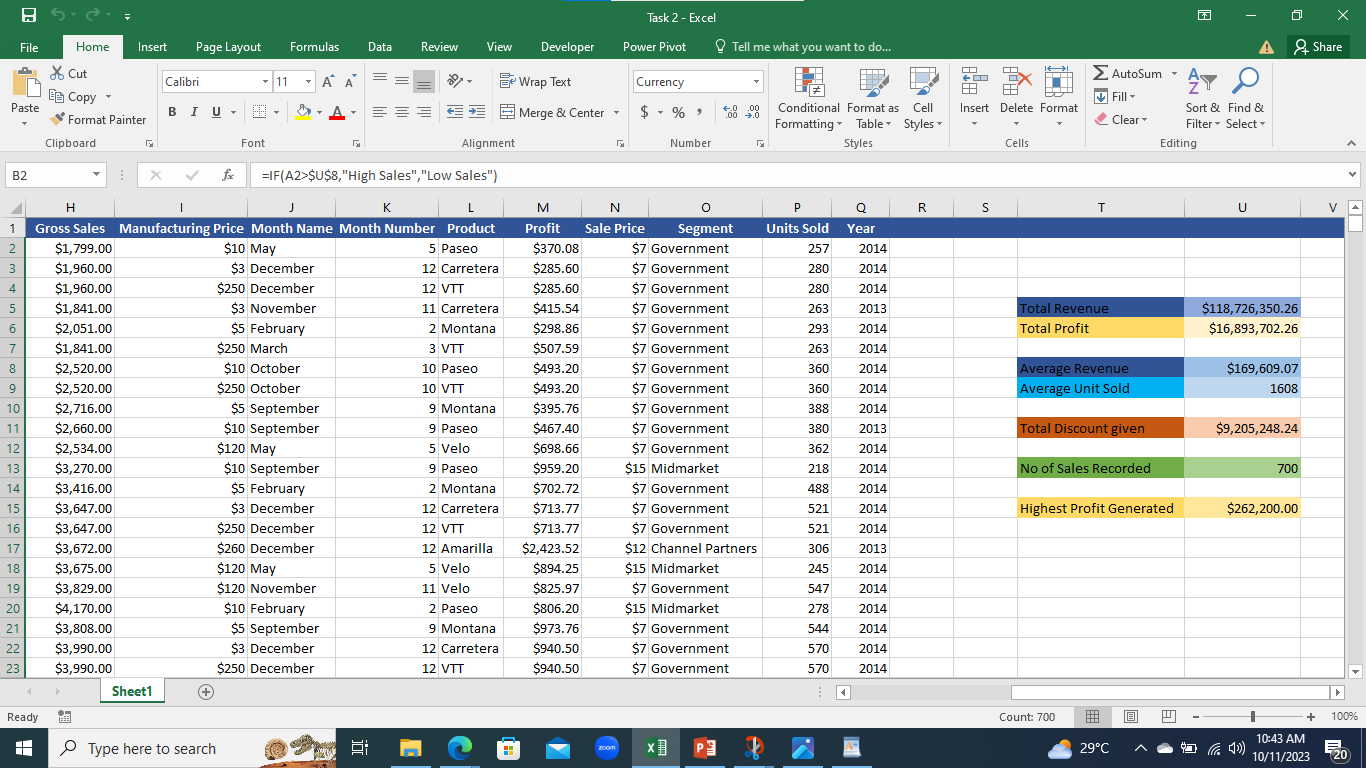 Task 2 - Excel
File Home Insert Page Layout Formulas Data Review View Developer Power Pivot Tell me what you want to do... Share
Cut
Copy
Format Painter
Paste
Clipboard
Calibri 11
B I U
Font
Wrap Text
Merge & Center
Alignment
Currency
$ % ,
Number
Conditional Formatting
Format as Table
Cell Styles
Styles
Insert Delete Format
Cells
AutoSum
Fill
Clear
Sort & Filter
Find & Select
Editing
B2 fx =IF(A2>$U$8,"High Sales","Low Sales")
H I J K L M N O P Q R S T U V
1 Gross Sales Manufacturing Price Month Name Month Number Product Profit Sale Price Segment Units Sold Year
2 $1,799.00 $10 May 5 Paseo $370.08 $7 Government 257 2014
3 $1,960.00 $3 December 12 Carretera $285.60 $7 Government 280 2014
4 $1,960.00 $250 December 12 VTT $285.60 $7 Government 280 2014
5 $1,841.00 $3 November 11 Carretera $415.54 $7 Government 263 2013 Total Revenue $118,726,350.26
6 $2,051.00 $5 February 2 Montana $298.86 $7 Government 293 2014 Total Profit $16,893,702.26
7 $1,841.00 $250 March 3 VTT $507.59 $7 Government 263 2014
8 $2,520.00 $10 October 10 Paseo $493.20 $7 Government 360 2014 Average Revenue $169,609.07
9 $2,520.00 $250 October 10 VTT $493.20 $7 Government 360 2014 Average Unit Sold 1608
10 $2,716.00 $5 September 9 Montana $395.76 $7 Government 388 2014
11 $2,660.00 $10 September 9 Paseo $467.40 $7 Government 380 2013 Total Discount given $9,205,248.24
12 $2,534.00 $120 May 5 Velo $698.66 $7 Government 362 2014
13 $3,270.00 $10 September 9 Paseo $959.20 $15 Midmarket 218 2014 No of Sales Recorded 700
14 $3,416.00 $5 February 2 Montana $702.72 $7 Government 488 2014
15 $3,647.00 $3 December 12 Carretera $713.77 $7 Government 521 2014 Highest Profit Generated $262,200.00
16 $3,647.00 $250 December 12 VTT $713.77 $7 Government 521 2014
17 $3,672.00 $260 December 12 Amarilla $2,423.52 $12 Channel Partners 306 2013
18 $3,675.00 $120 May 5 Velo $894.25 $15 Midmarket 245 2014
19 $3,829.00 $120 November 11 Velo $825.97 $7 Government 547 2014
20 $4,170.00 $10 February 2 Paseo $806.20 $15 Midmarket 278 2014
21 $3,808.00 $5 September 9 Montana $973.76 $7 Government 544 2014
22 $3,990.00 $3 December 12 Carretera $940.50 $7 Government 570 2014
23 $3,990.00 $250 December 12 VTT $940.50 $7 Government 570 2014
Sheet1
Ready Count: 700 100%
Type here to search zoom 29°C 10:43 AM
10/11/2023 20